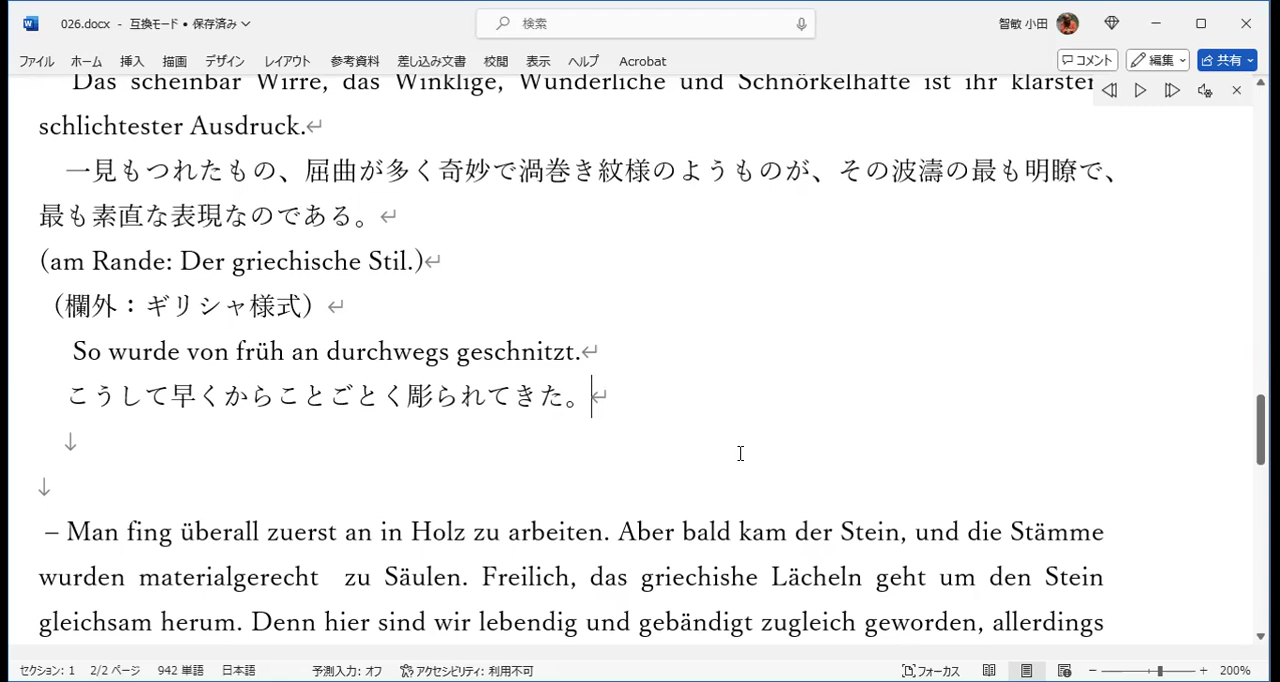 026.docx - 互換モード • 保存済み
検索
智敏 小田
ファイル ホーム 挿入 描画 デザイン レイアウト 参考資料 差し込み文書 校閲 表示 ヘルプ Acrobat コメント 編集 共有
Das scheinbar Wirre, das Winklige, Wunderliche und Schnörkelhafte ist ihr klarster
schlichtester Ausdruck.↵
一見もつれたもの、屈曲が多く奇妙で渦巻き紋様のようものが、その波濤の最も明瞭で、
最も素直な表現なのである。↵
(am Rande: Der griechische Stil.)↵
（欄外：ギリシャ様式）↵
So wurde von früh an durchwegs geschnitzt.↵
こうして早くからことごとく彫られてきた。↵
↓
↓
– Man fing überall zuerst an in Holz zu arbeiten. Aber bald kam der Stein, und die Stämme
wurden materialgerecht zu Säulen. Freilich, das griechishe Lächeln geht um den Stein
gleichsam herum. Denn hier sind wir lebendig und gebändigt zugleich geworden, allerdings
セクション: 1 2/2 ページ 942 単語 日本語 予測入力: オフ アクセシビリティ: 利用不可 フォーカス 200%